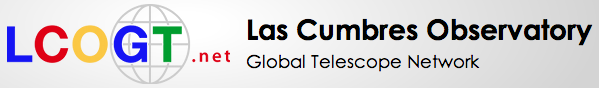 LCOGT.net
Las Cumbres Observatory
Global Telescope Network